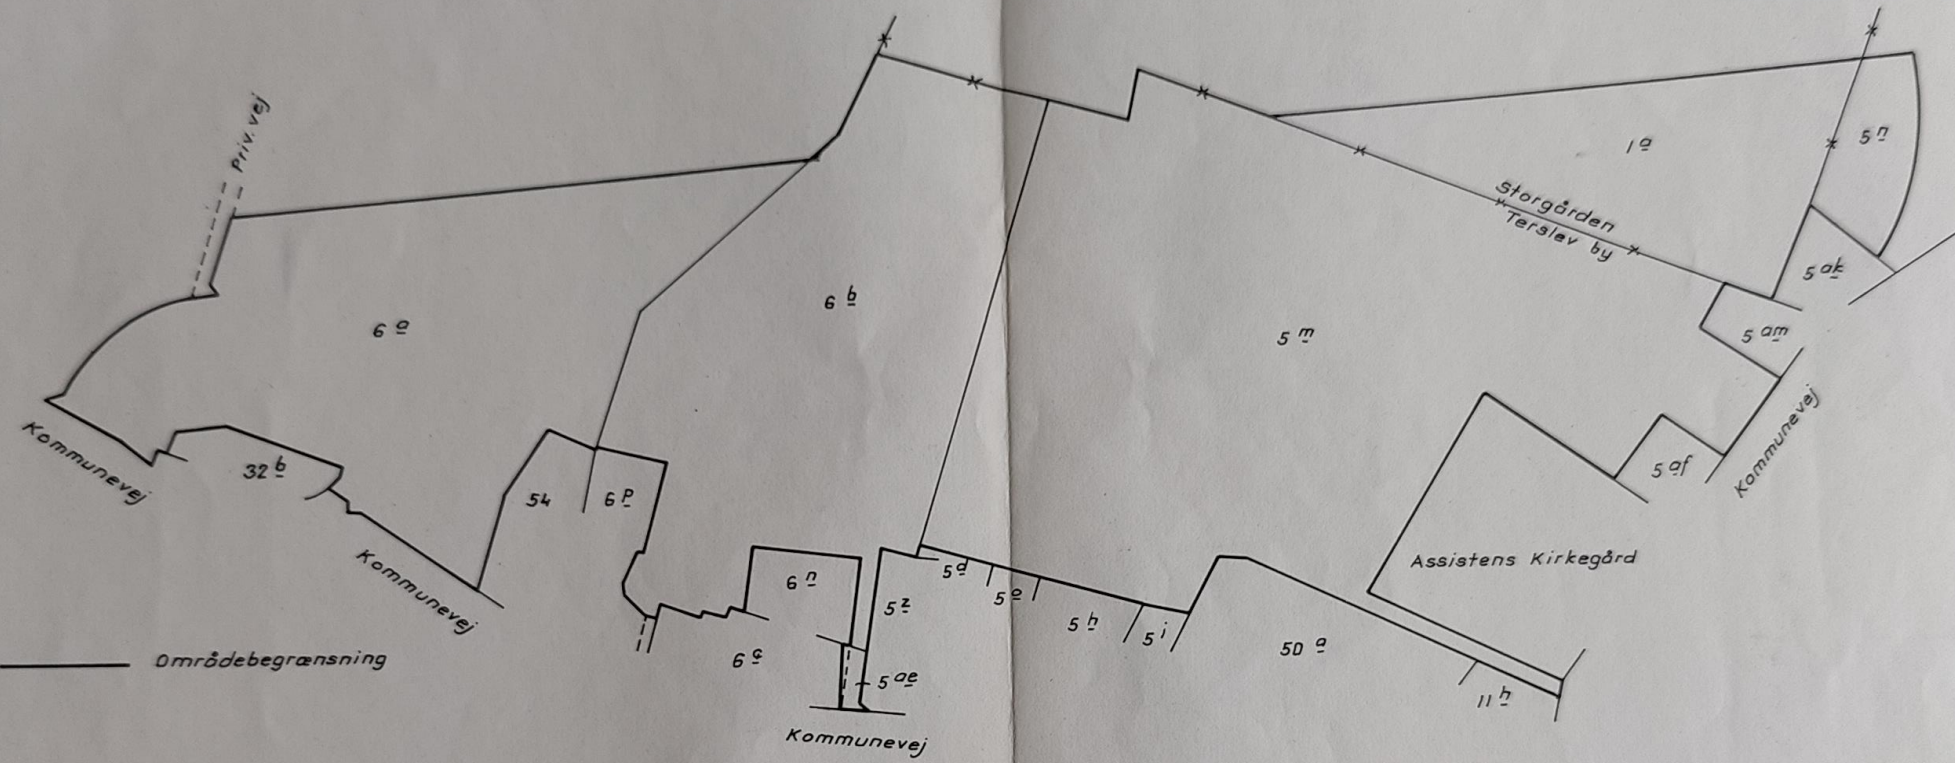 Priv. vej
1ª
5n
Storgården
Terslev by
5ak
6b
6a
5m
5am
Kommunevej
Kommunevej
32b
54
6p
5af
Kommunevej
Assistens Kirkegård
5d
6n
5z
5o
5h
5i
50a
6c
Områdebegrænsning
5ae
11h
Kommunevej